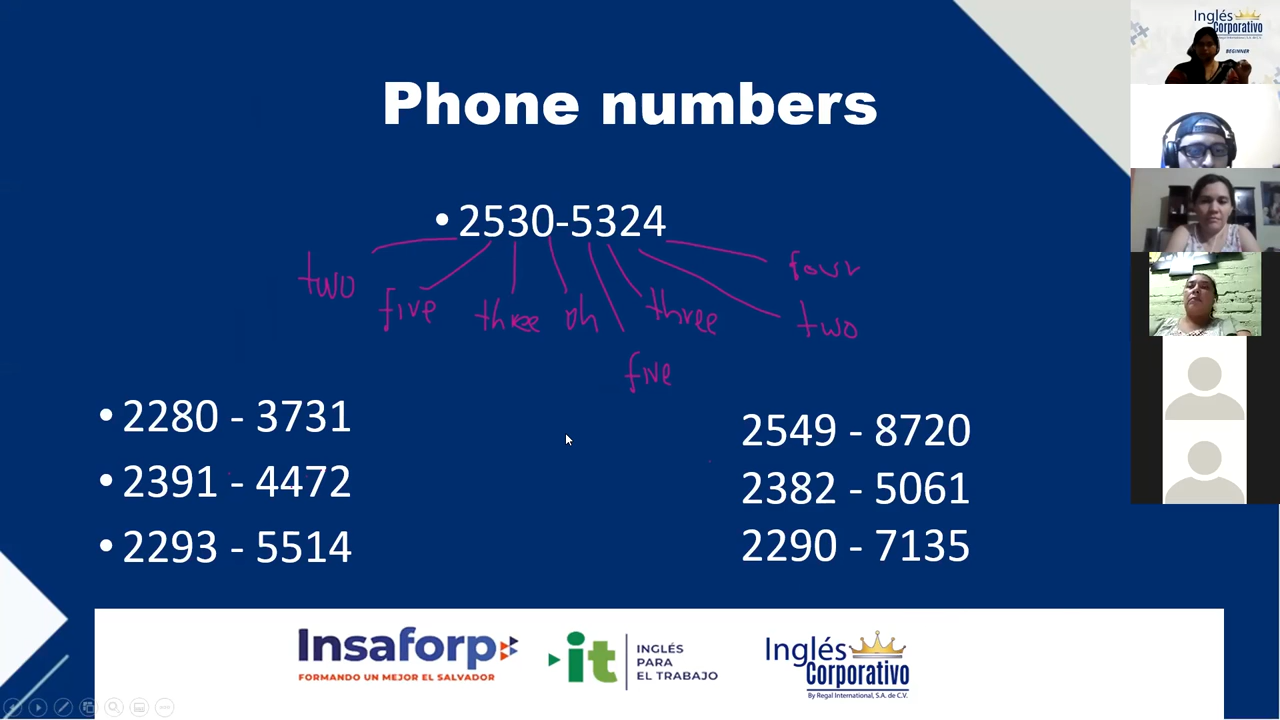 Phone numbers
• 2530-5324
two five three oh five three two four
• 2280 - 3731
• 2391 - 4472
• 2293 - 5514
2549 - 8720
2382 - 5061
2290 - 7135
Insaforp
FORMANDO UN MEJOR EL SALVADOR
it
INGLÉS
PARA
EL TRABAJO
Inglés
Corporativo
By Regal International, S.A. de C.V.
Inglés
Corporativo
BEGINNER